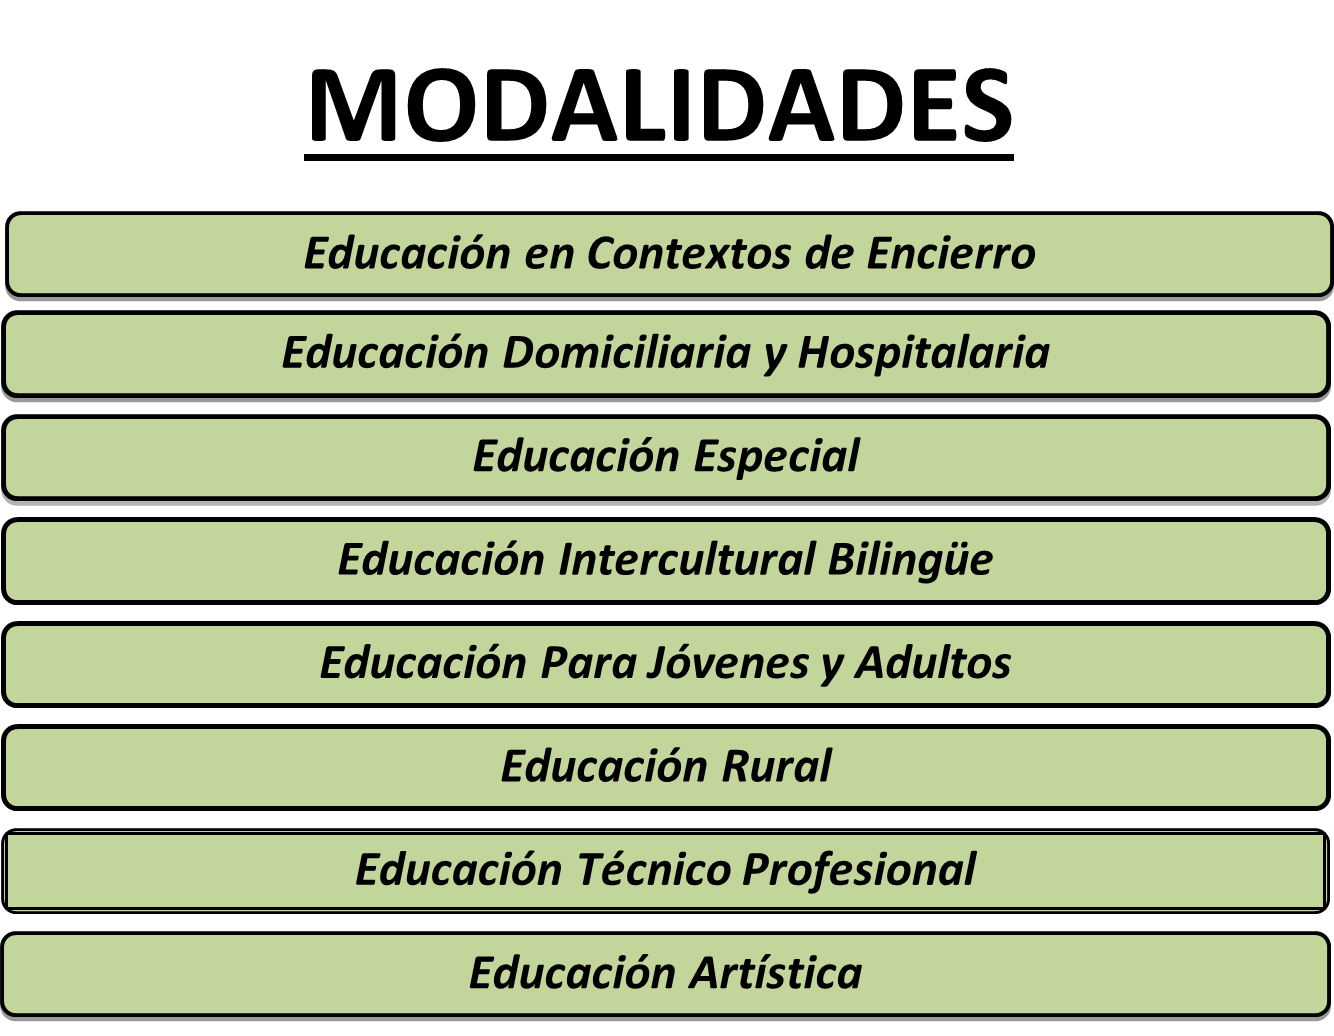 MODALIDADES
Educación en Contextos de Encierro
Educación Domiciliaria y Hospitalaria
Educación Especial
Educación Intercultural Bilingüe
Educación Para Jóvenes y Adultos
Educación Rural
Educación Técnico Profesional
Educación Artística